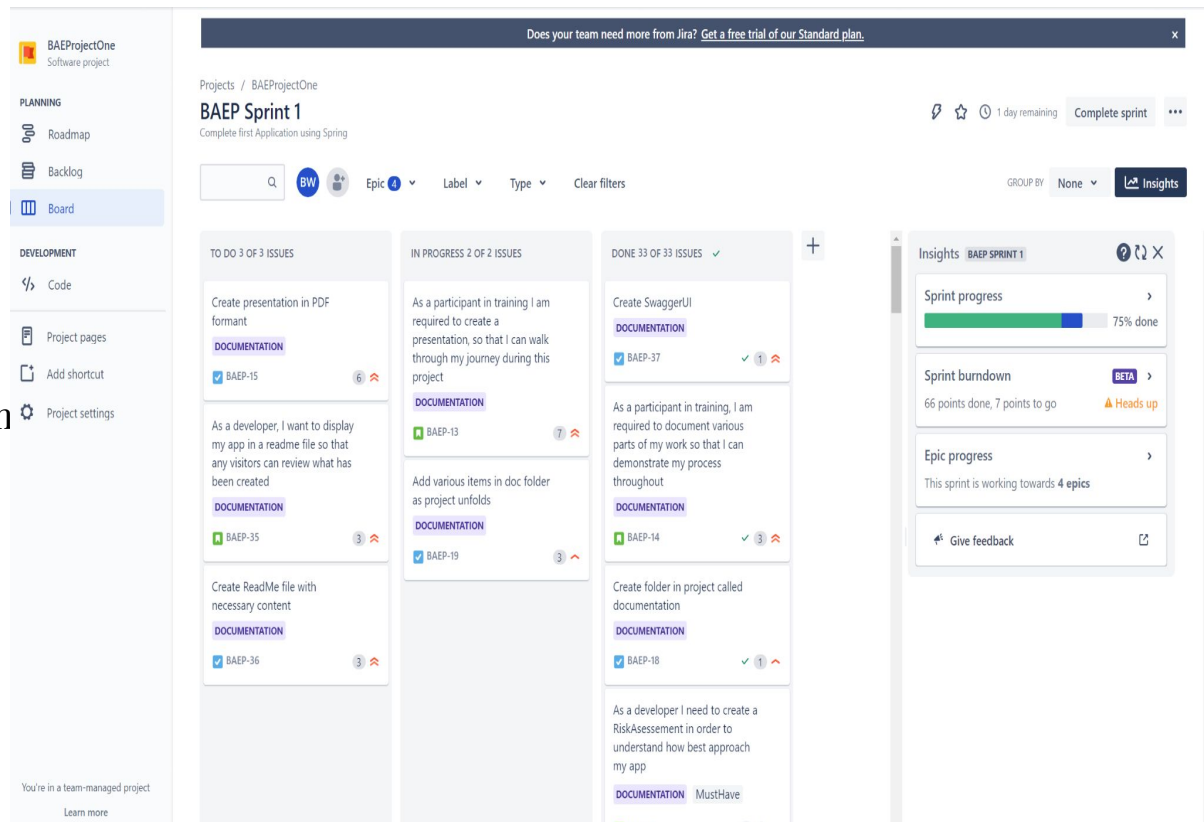 Does your team need more from Jira? Get a free trial of our Standard plan.
x
BAEProjectOne
Software project
PLANNING
Roadmap
Backlog
Board
DEVELOPMENT
Code
Project pages
Add shortcut
Project settings
You're in a team-managed project
Learn more
Projects / BAEProjectOne
BAEP Sprint 1
Complete first Application using Spring
1 day remaining
Complete sprint
BW
Epic 4
Label
Type
Clear filters
GROUP BY
None
Insights
TO DO 3 OF 3 ISSUES
Create presentation in PDF
formant
DOCUMENTATION
BAEP-15
6
As a developer, I want to display
my app in a readme file so that
any visitors can review what has
been created
DOCUMENTATION
BAEP-35
3
Create ReadMe file with
necessary content
DOCUMENTATION
BAEP-36
3
IN PROGRESS 2 OF 2 ISSUES
As a participant in training I am
required to create a
presentation, so that I can walk
through my journey during this
project
DOCUMENTATION
BAEP-13
7
Add various items in doc folder
as project unfolds
DOCUMENTATION
BAEP-19
3
DONE 33 OF 33 ISSUES
Create SwaggerUI
DOCUMENTATION
BAEP-37
1
As a participant in training, I am
required to document various
parts of my work so that I can
demonstrate my process
throughout
DOCUMENTATION
BAEP-14
3
Create folder in project called
documentation
DOCUMENTATION
BAEP-18
1
As a developer I need to create a
RiskAsessement in order to
understand how best approach
my app
DOCUMENTATION MustHave
Insights BAEP SPRINT 1
Sprint progress
75% done
Sprint burndown
BETA
66 points done, 7 points to go
Heads up
Epic progress
This sprint is working towards 4 epics
Give feedback